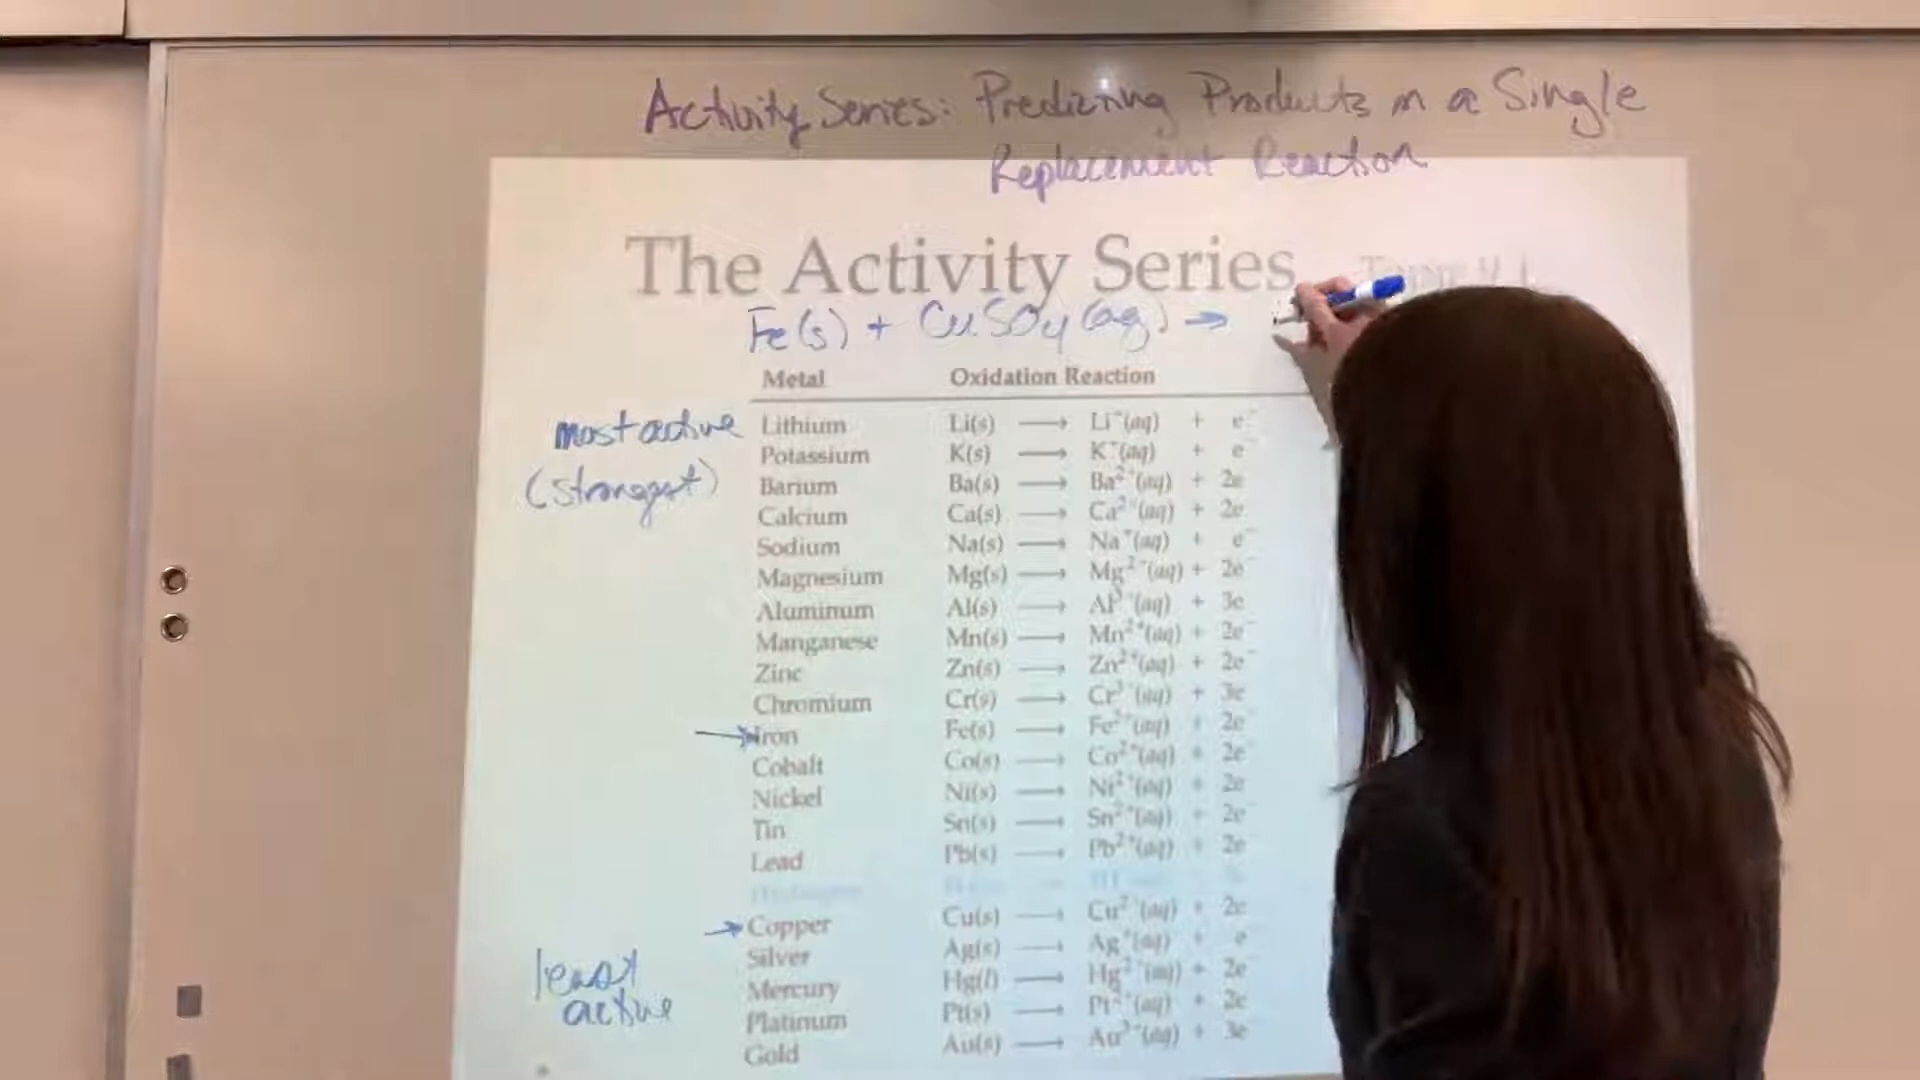 Activity Series: Predicting Products in a Single
Replacement Reaction
The Activity Series
Fe(s) + CuSO4(aq) →
Metal Oxidation Reaction
most active
(strongest)
Lithium Li(s) ⟶ Li⁺(aq) + e⁻
Potassium K(s) ⟶ K⁺(aq) + e⁻
Barium Ba(s) ⟶ Ba²⁺(aq) + 2e⁻
Calcium Ca(s) ⟶ Ca²⁺(aq) + 2e⁻
Sodium Na(s) ⟶ Na⁺(aq) + e⁻
Magnesium Mg(s) ⟶ Mg²⁺(aq) + 2e⁻
Aluminum Al(s) ⟶ Al³⁺(aq) + 3e⁻
Manganese Mn(s) ⟶ Mn²⁺(aq) + 2e⁻
Zinc Zn(s) ⟶ Zn²⁺(aq) + 2e⁻
Chromium Cr(s) ⟶ Cr³⁺(aq) + 3e⁻
→ Iron Fe(s) ⟶ Fe²⁺(aq) + 2e⁻
Cobalt Co(s) ⟶ Co²⁺(aq) + 2e⁻
Nickel Ni(s) ⟶ Ni²⁺(aq) + 2e⁻
Tin Sn(s) ⟶ Sn²⁺(aq) + 2e⁻
Lead Pb(s) ⟶ Pb²⁺(aq) + 2e⁻
→ Copper Cu(s) ⟶ Cu²⁺(aq) + 2e⁻
Silver Ag(s) ⟶ Ag⁺(aq) + e⁻
Mercury Hg(l) ⟶ Hg²⁺(aq) + 2e⁻
Platinum Pt(s) ⟶ Pt²⁺(aq) + 2e⁻
Gold Au(s) ⟶ Au³⁺(aq) + 3e⁻
least
active